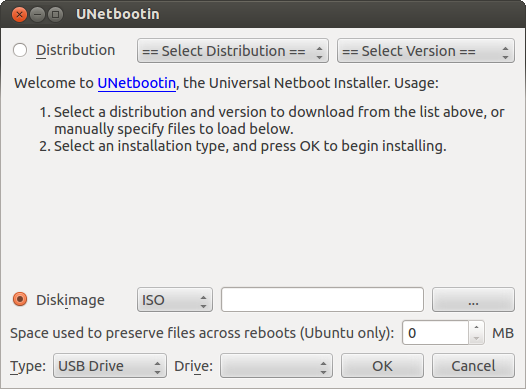 UNetbootin
Distribution == Select Distribution == == Select Version ==
Welcome to UNetbootin, the Universal Netboot Installer. Usage:
1. Select a distribution and version to download from the list above, or
manually specify files to load below.
2. Select an installation type, and press OK to begin installing.
Diskimage ISO ...
Space used to preserve files across reboots (Ubuntu only): 0 MB
Type: USB Drive Drive: OK Cancel